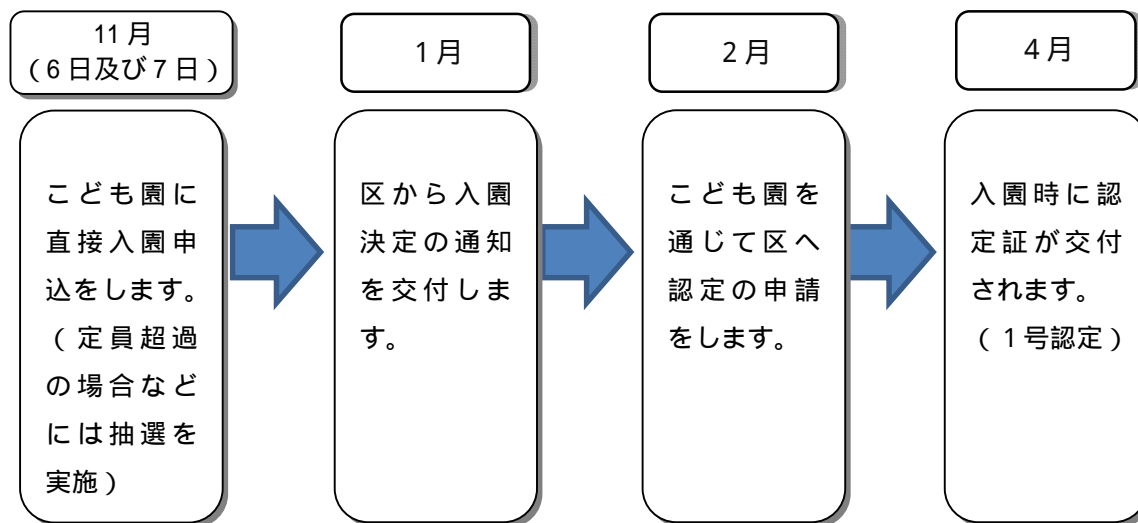 11月
（6日及び7日）
1月
2月
4月
こども園に
直接入園申
込をします。
（定員超過
の場合など
には抽選を
実施）
区から入園
決定の通知
を交付しま
す。
こども園を
通じて区へ
認定の申請
をします。
入園時に認
定証が交付
されます。
（1号認定）